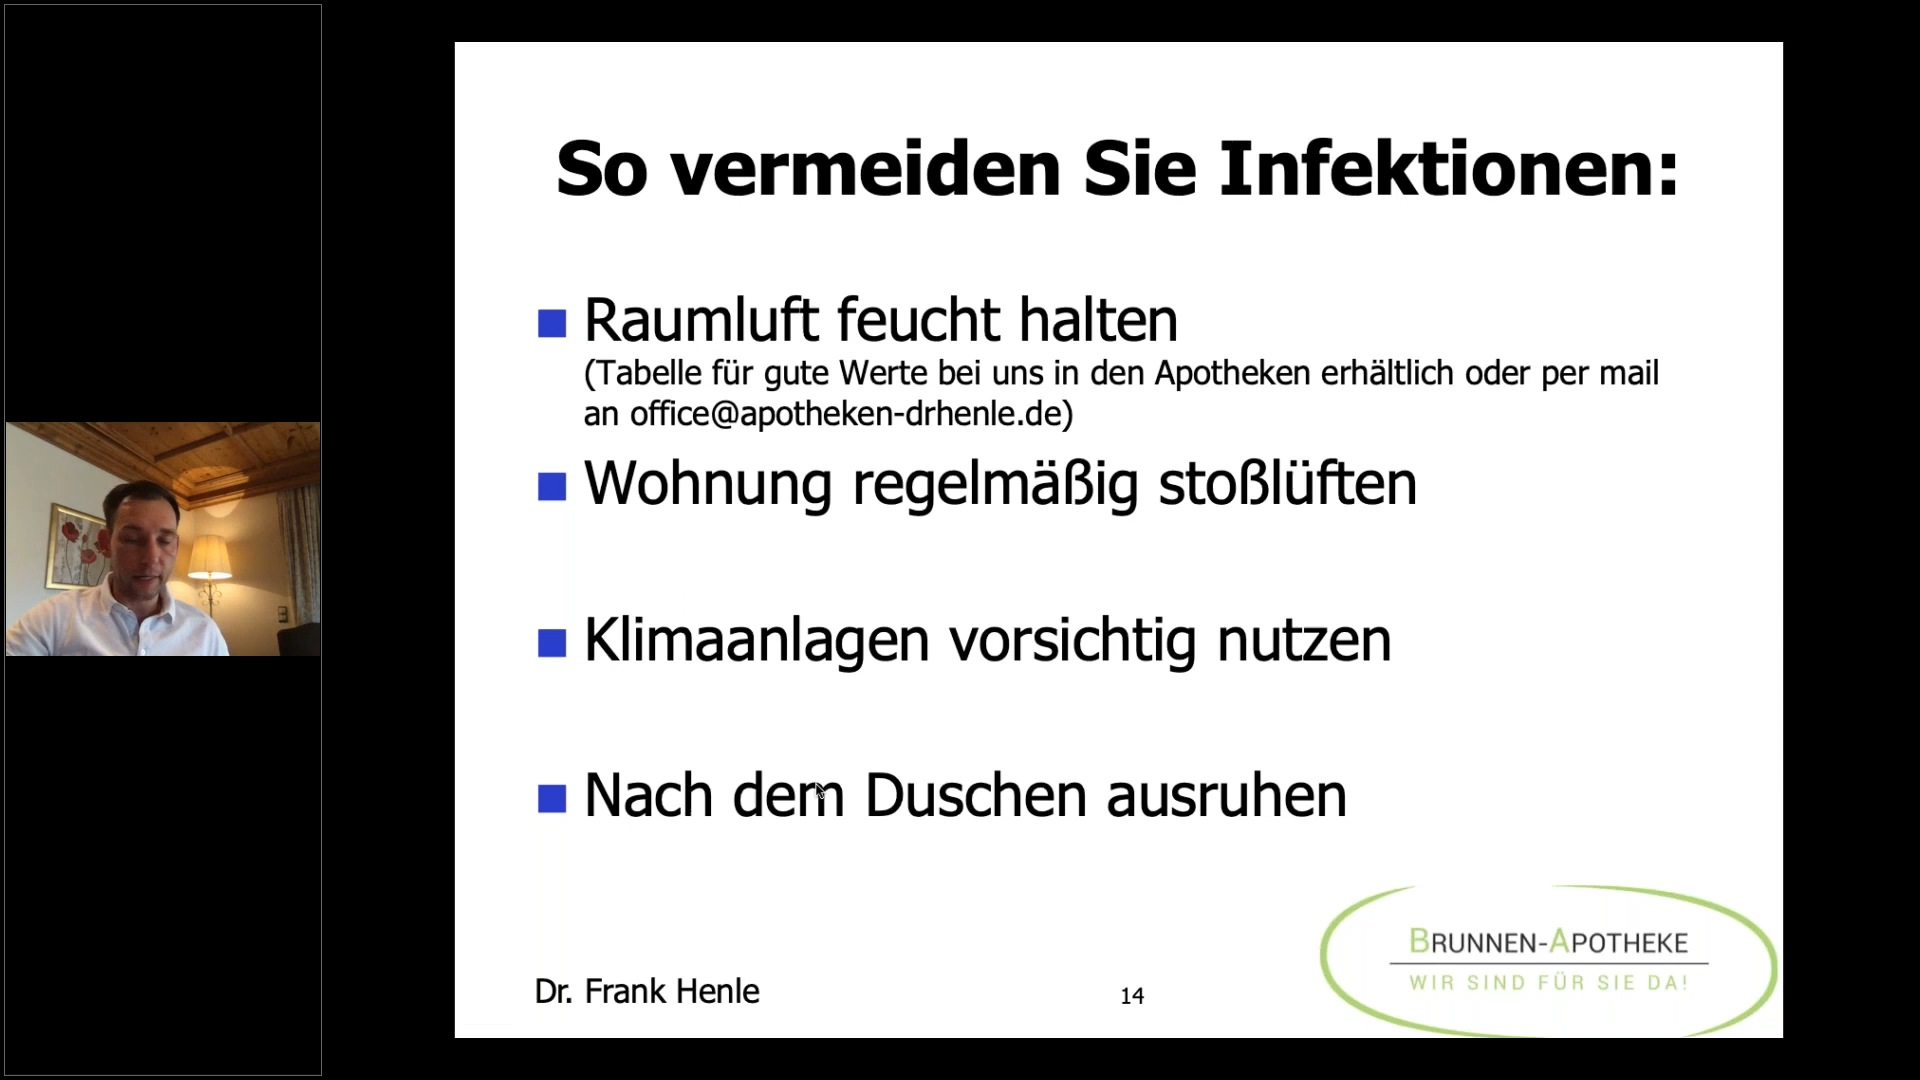 So vermeiden Sie Infektionen:
Raumluft feucht halten
(Tabelle für gute Werte bei uns in den Apotheken erhältlich oder per mail
an office@apotheken-drhenle.de)
Wohnung regelmäßig stoßlüften
Klimaanlagen vorsichtig nutzen
Nach dem Duschen ausruhen
BRUNNEN-APOTHEKE
WIR SIND FÜR SIE DA!
Dr. Frank Henle
14